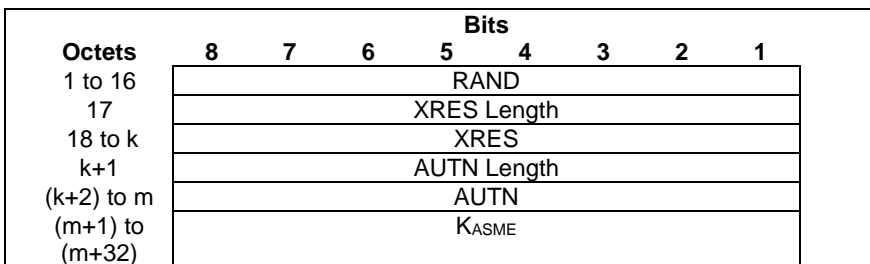 Bits
Octets 8 7 6 5 4 3 2 1
1 to 16 RAND
17 XRES Length
18 to k XRES
k+1 AUTN Length
(k+2) to m AUTN
(m+1) to KASME
(m+32)